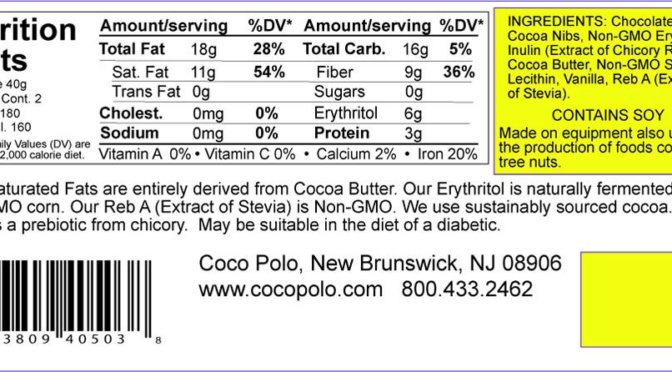 rition
ts
e 40g
Cont. 2
180
l. 160
ily Values (DV) are
2,000 calorie diet.
Amount/serving %DV* Amount/serving %DV*
Total Fat 18g 28% Total Carb. 16g 5%
Sat. Fat 11g 54% Fiber 9g 36%
Trans Fat 0g Sugars 0g
Cholest. 0mg 0% Erythritol 6g
Sodium 0mg 0% Protein 3g
Vitamin A 0% • Vitamin C 0% • Calcium 2% • Iron 20%
INGREDIENTS: Chocolate
Cocoa Nibs, Non-GMO Ery
Inulin (Extract of Chicory R
Cocoa Butter, Non-GMO S
Lecithin, Vanilla, Reb A (Ex
of Stevia).
CONTAINS SOY
Made on equipment also u
the production of foods co
tree nuts.
aturated Fats are entirely derived from Cocoa Butter. Our Erythritol is naturally fermented
MO corn. Our Reb A (Extract of Stevia) is Non-GMO. We use sustainably sourced cocoa.
s a prebiotic from chicory. May be suitable in the diet of a diabetic.
Coco Polo, New Brunswick, NJ 08906
www.cocopolo.com 800.433.2462
3809 40503 8